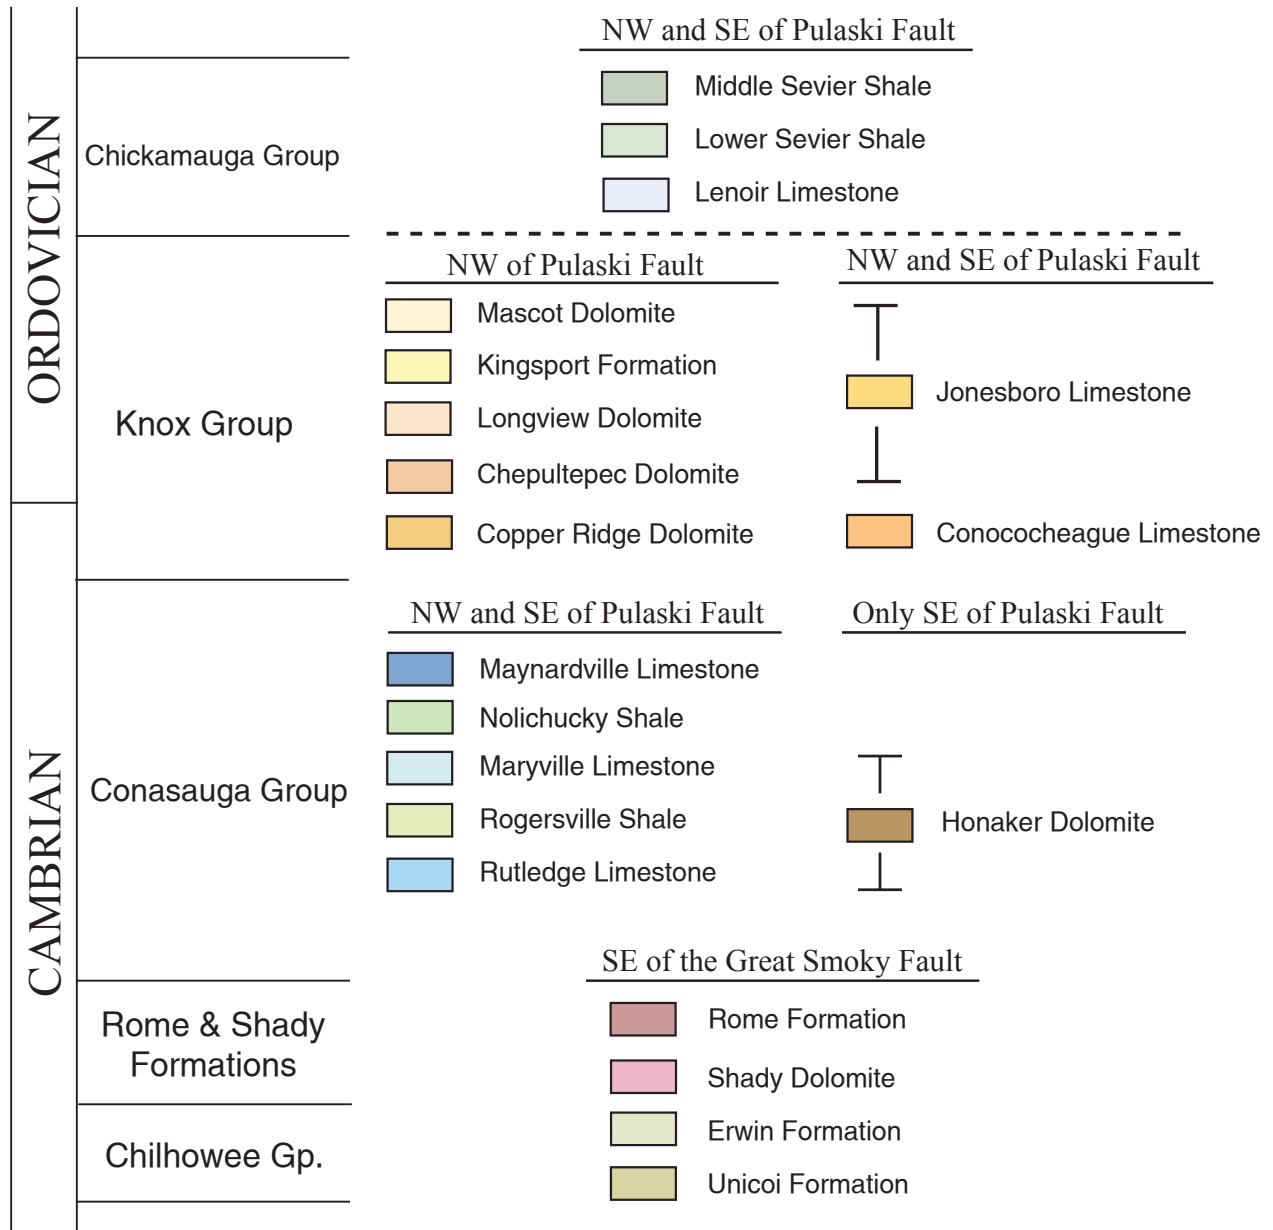 ORDOVICIAN
CAMBRIAN
NW and SE of Pulaski Fault
Chickamauga Group
Middle Sevier Shale
Lower Sevier Shale
Lenoir Limestone
Knox Group
NW of Pulaski Fault
Mascot Dolomite
Kingsport Formation
Longview Dolomite
Chepultepec Dolomite
Copper Ridge Dolomite
NW and SE of Pulaski Fault
Jonesboro Limestone
Conococheague Limestone
Conasauga Group
NW and SE of Pulaski Fault
Maynardville Limestone
Nolichucky Shale
Maryville Limestone
Rogersville Shale
Rutledge Limestone
Only SE of Pulaski Fault
Honaker Dolomite
SE of the Great Smoky Fault
Rome & Shady
Formations
Rome Formation
Shady Dolomite
Chilhowee Gp.
Erwin Formation
Unicoi Formation